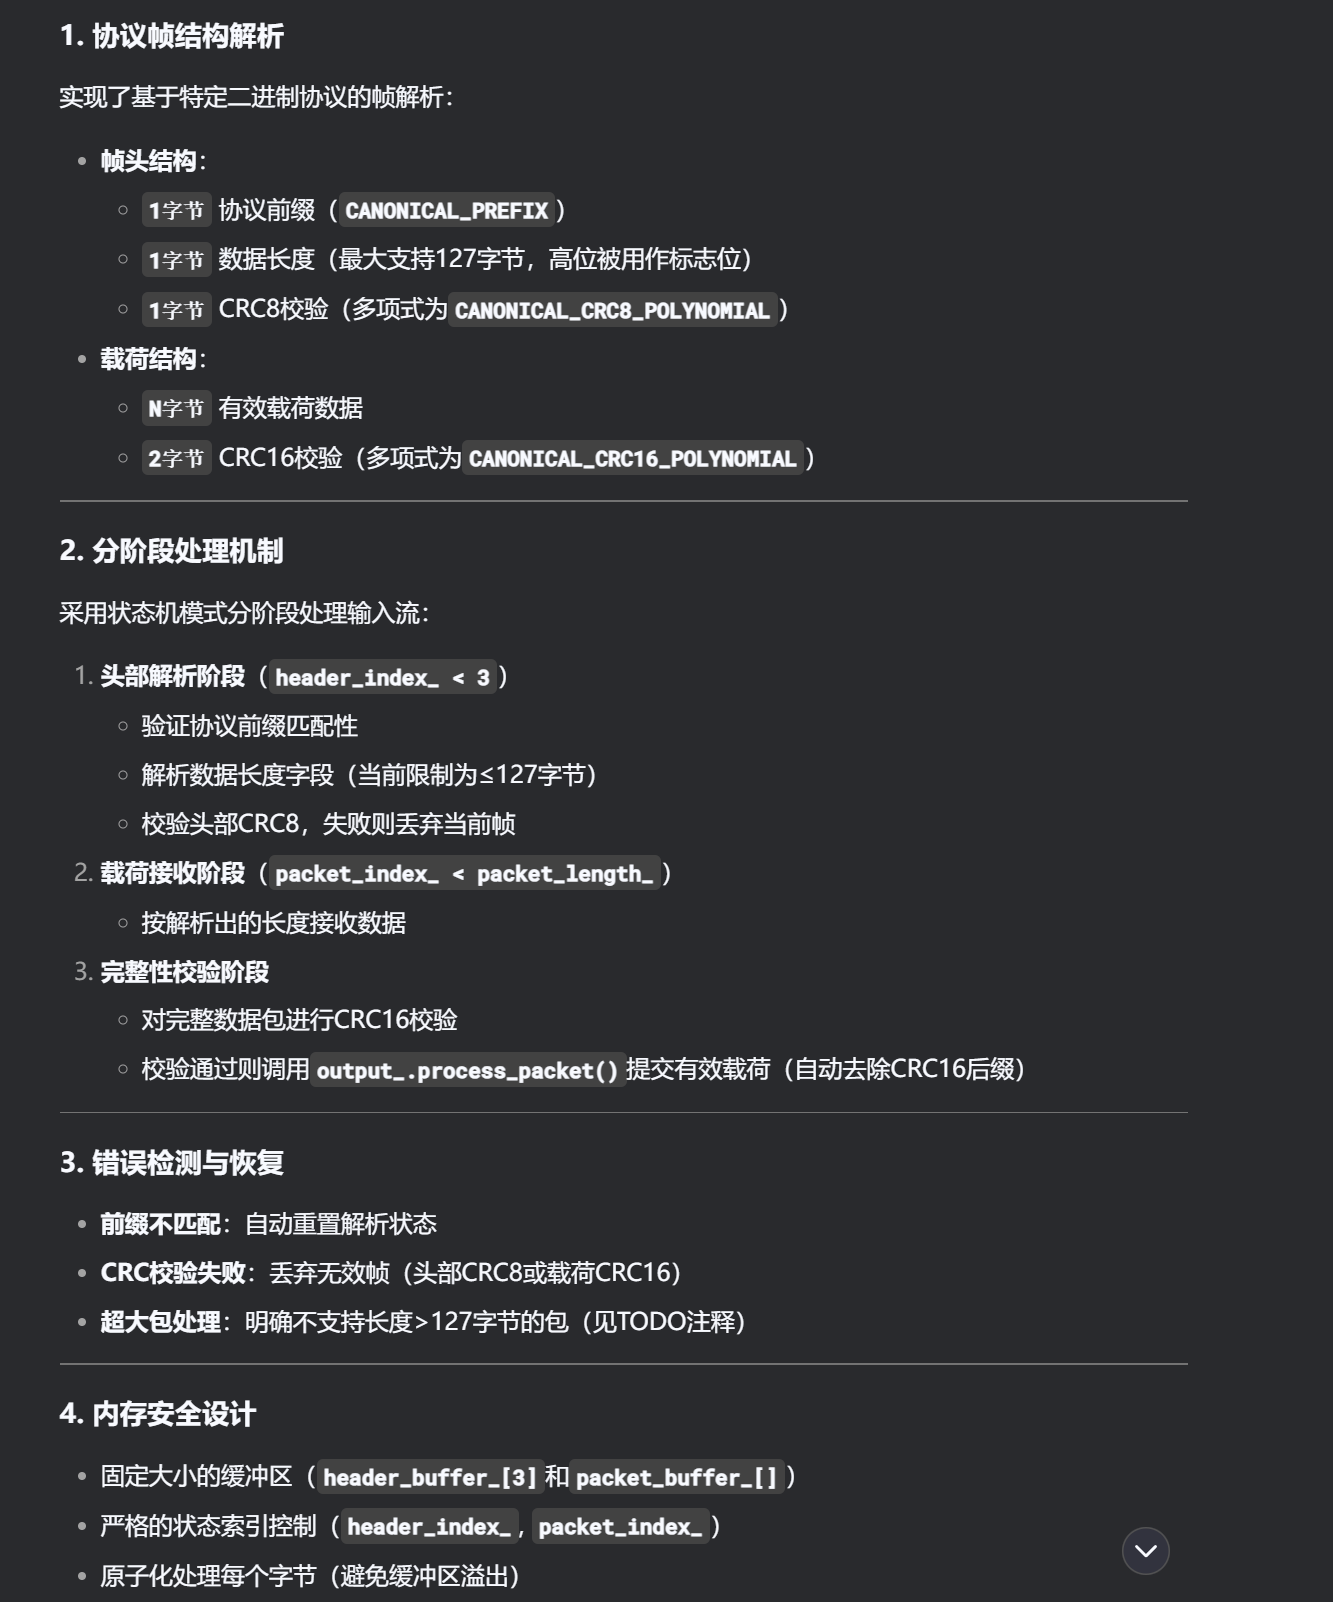 1. 协议帧结构解析
实现了基于特定二进制协议的帧解析：
• 帧头结构：
○ 1字节 协议前缀（CANONICAL_PREFIX）
○ 1字节 数据长度（最大支持127字节，高位被用作标志位）
○ 1字节 CRC8校验（多项式为CANONICAL_CRC8_POLYNOMIAL）
• 载荷结构：
○ N字节 有效载荷数据
○ 2字节 CRC16校验（多项式为CANONICAL_CRC16_POLYNOMIAL）
2. 分阶段处理机制
采用状态机模式分阶段处理输入流：
1. 头部解析阶段（header_index_ < 3）
○ 验证协议前缀匹配性
○ 解析数据长度字段（当前限制为≤127字节）
○ 校验头部CRC8，失败则丢弃当前帧
2. 载荷接收阶段（packet_index_ < packet_length_）
○ 按解析出的长度接收数据
3. 完整性校验阶段
○ 对完整数据包进行CRC16校验
○ 校验通过则调用output_.process_packet()提交有效载荷（自动去除CRC16后缀）
3. 错误检测与恢复
• 前缀不匹配：自动重置解析状态
• CRC校验失败：丢弃无效帧（头部CRC8或载荷CRC16）
• 超大包处理：明确不支持长度>127字节的包（见TODO注释）
4. 内存安全设计
• 固定大小的缓冲区（header_buffer_[3]和packet_buffer_[]）
• 严格的状态索引控制（header_index_, packet_index_）
• 原子化处理每个字节（避免缓冲区溢出）